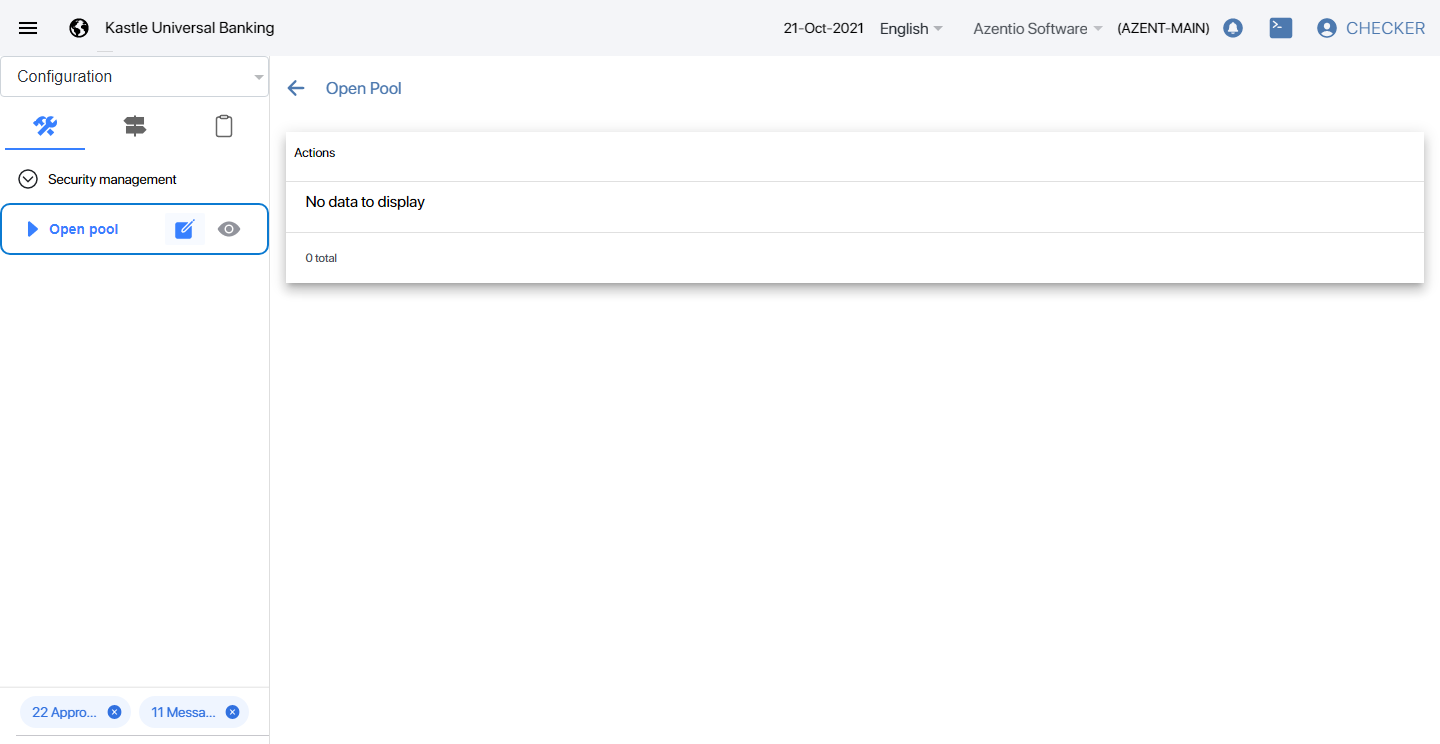 Kastle Universal Banking
21-Oct-2021 English Azentio Software (AZENT-MAIN) CHECKER
Configuration
Security management
Open pool
22 Appro... 11 Messa...
Open Pool
Actions
No data to display
0 total